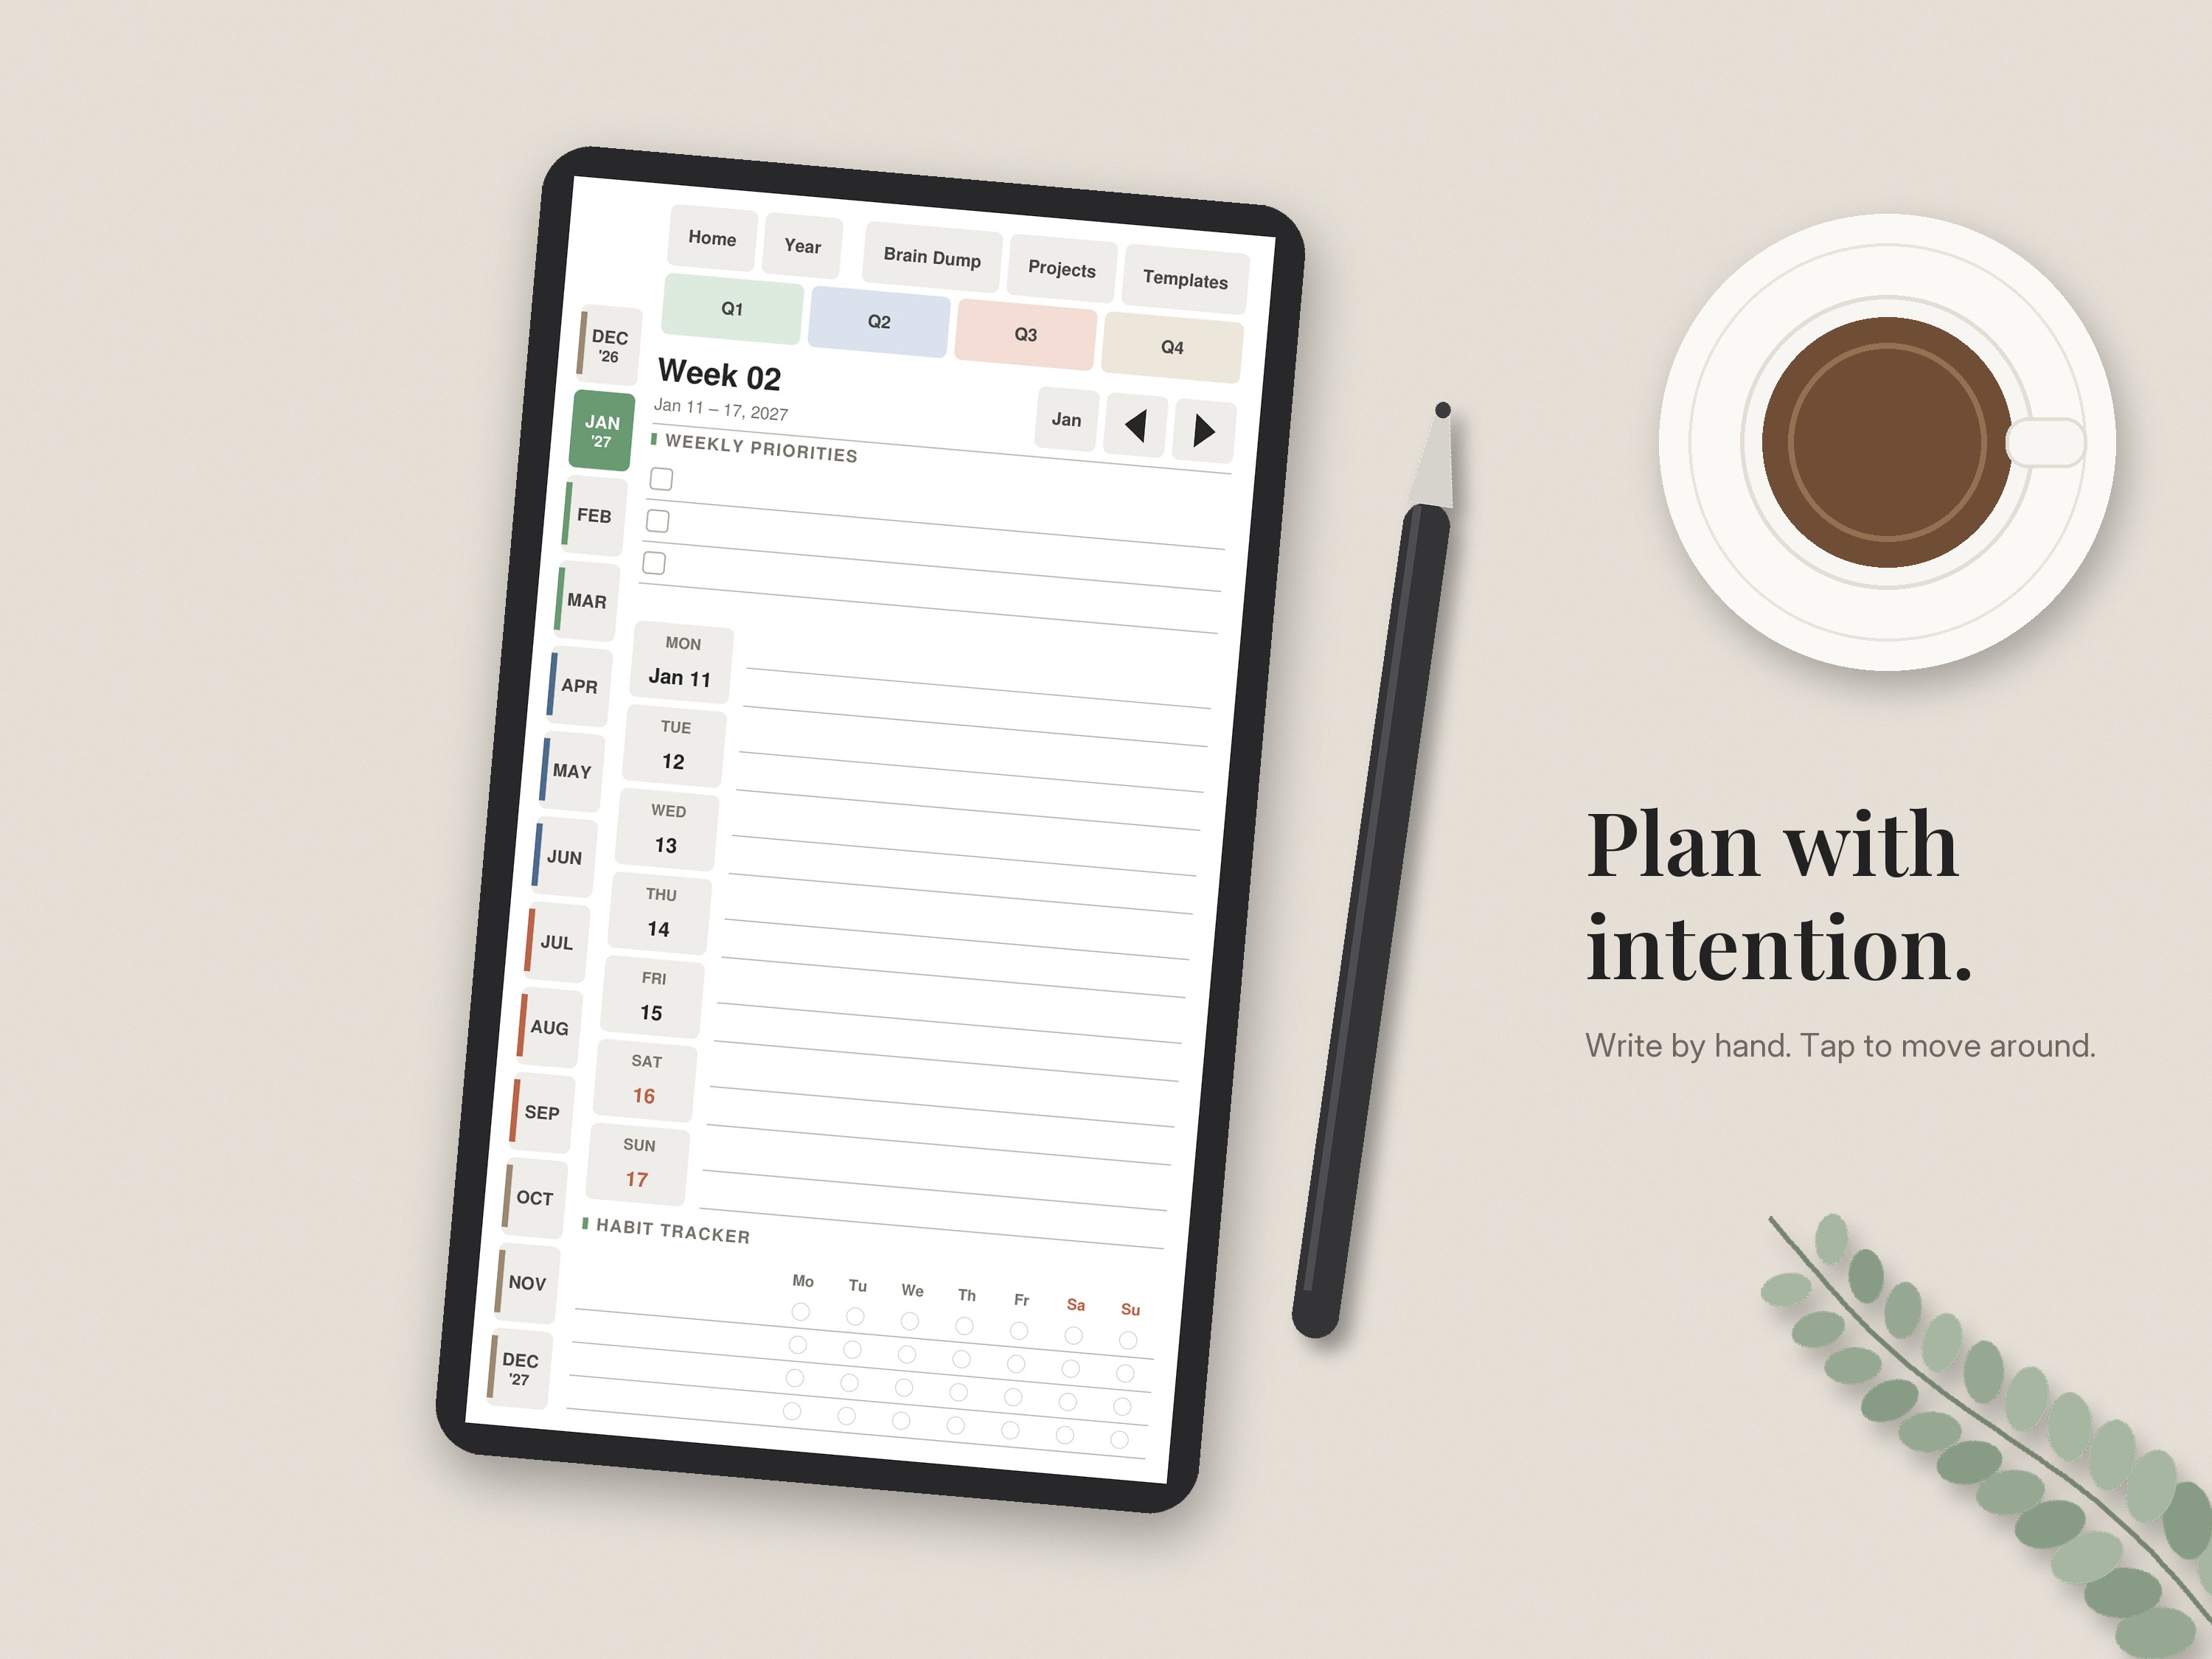 Home Year Brain Dump Projects Templates
Q1 Q2 Q3 Q4
DEC
'26
JAN
'27
FEB
MAR
APR
MAY
JUN
JUL
AUG
SEP
OCT
NOV
DEC
'27
Week 02
Jan 11 – 17, 2027
Jan
WEEKLY PRIORITIES
MON
Jan 11
TUE
12
WED
13
THU
14
FRI
15
SAT
16
SUN
17
HABIT TRACKER
Mo Tu We Th Fr Sa Su
Plan with
intention.
Write by hand. Tap to move around.